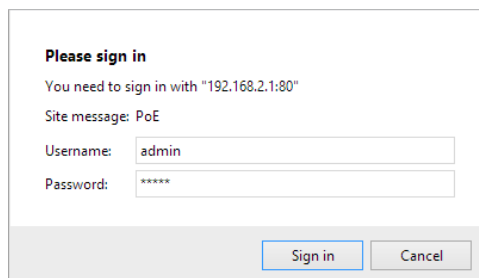 Please sign in
You need to sign in with "192.168.2.1:80"
Site message: PoE
Username: admin
Password: *****
Sign in Cancel